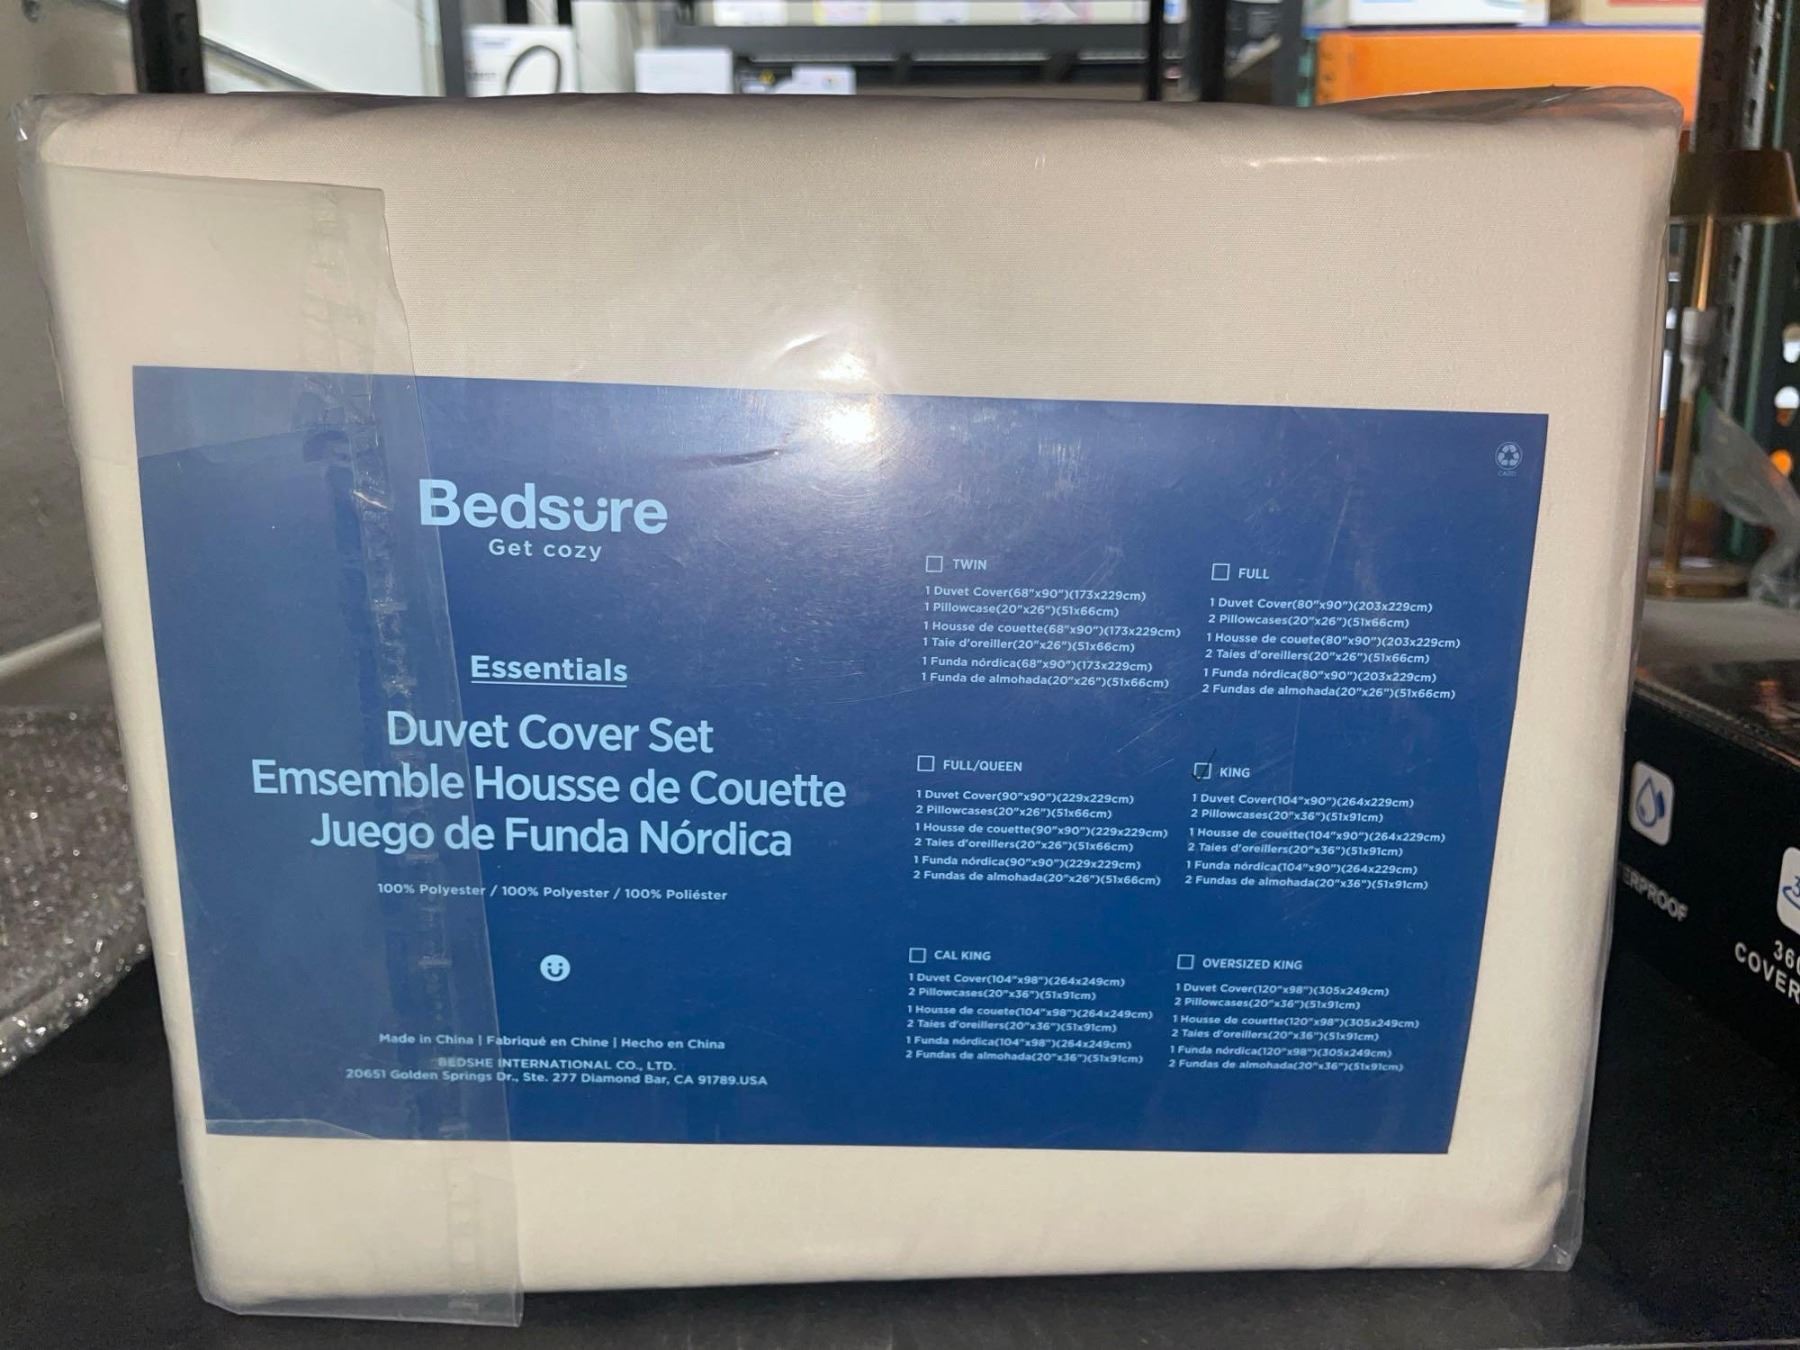 Bedsure
Get cozy
Essentials
Duvet Cover Set
Emsemble Housse de Couette
Juego de Funda Nórdica
100% Polyester / 100% Polyester / 100% Poliéster
Made in China | Fabriqué en Chine | Hecho en China
BEDSHE INTERNATIONAL CO., LTD.
20651 Golden Springs Dr., Ste. 277 Diamond Bar, CA 91789.USA
TWIN
1 Duvet Cover(68"x90")(173x229cm)
1 Pillowcase(20"x26")(51x66cm)
1 Housse de couette(68"x90")(173x229cm)
1 Taie d'oreiller(20"x26")(51x66cm)
1 Funda nórdica(68"x90")(173x229cm)
1 Funda de almohada(20"x26")(51x66cm)
FULL
1 Duvet Cover(80"x90")(203x229cm)
2 Pillowcases(20"x26")(51x66cm)
1 Housse de couete(80"x90")(203x229cm)
2 Taies d'oreillers(20"x26")(51x66cm)
1 Funda nórdica(80"x90")(203x229cm)
2 Fundas de almohada(20"x26")(51x66cm)
FULL/QUEEN
1 Duvet Cover(90"x90")(229x229cm)
2 Pillowcases(20"x26")(51x66cm)
1 Housse de couette(90"x90")(229x229cm)
2 Taies d'oreillers(20"x26")(51x66cm)
1 Funda nórdica(90"x90")(229x229cm)
2 Fundas de almohada(20"x26")(51x66cm)
KING
1 Duvet Cover(104"x90")(264x229cm)
2 Pillowcases(20"x36")(51x91cm)
1 Housse de couette(104"x90")(264x229cm)
2 Taies d'oreillers(20"x36")(51x91cm)
1 Funda nórdica(104"x90")(264x229cm)
2 Fundas de almohada(20"x36")(51x91cm)
CAL KING
1 Duvet Cover(104"x98")(264x249cm)
2 Pillowcases(20"x36")(51x91cm)
1 Housse de couete(104"x98")(264x249cm)
2 Taies d'oreillers(20"x36")(51x91cm)
1 Funda nórdica(104"x98")(264x249cm)
2 Fundas de almohada(20"x36")(51x91cm)
OVERSIZED KING
1 Duvet Cover(120"x98")(305x249cm)
2 Pillowcases(20"x36")(51x91cm)
1 Housse de couette(120"x98")(305x249cm)
2 Taies d'oreillers(20"x36")(51x91cm)
1 Funda nórdica(120"x98")(305x249cm)
2 Fundas de almohada(20"x36")(51x91cm)
ERPROOF
36
COVER